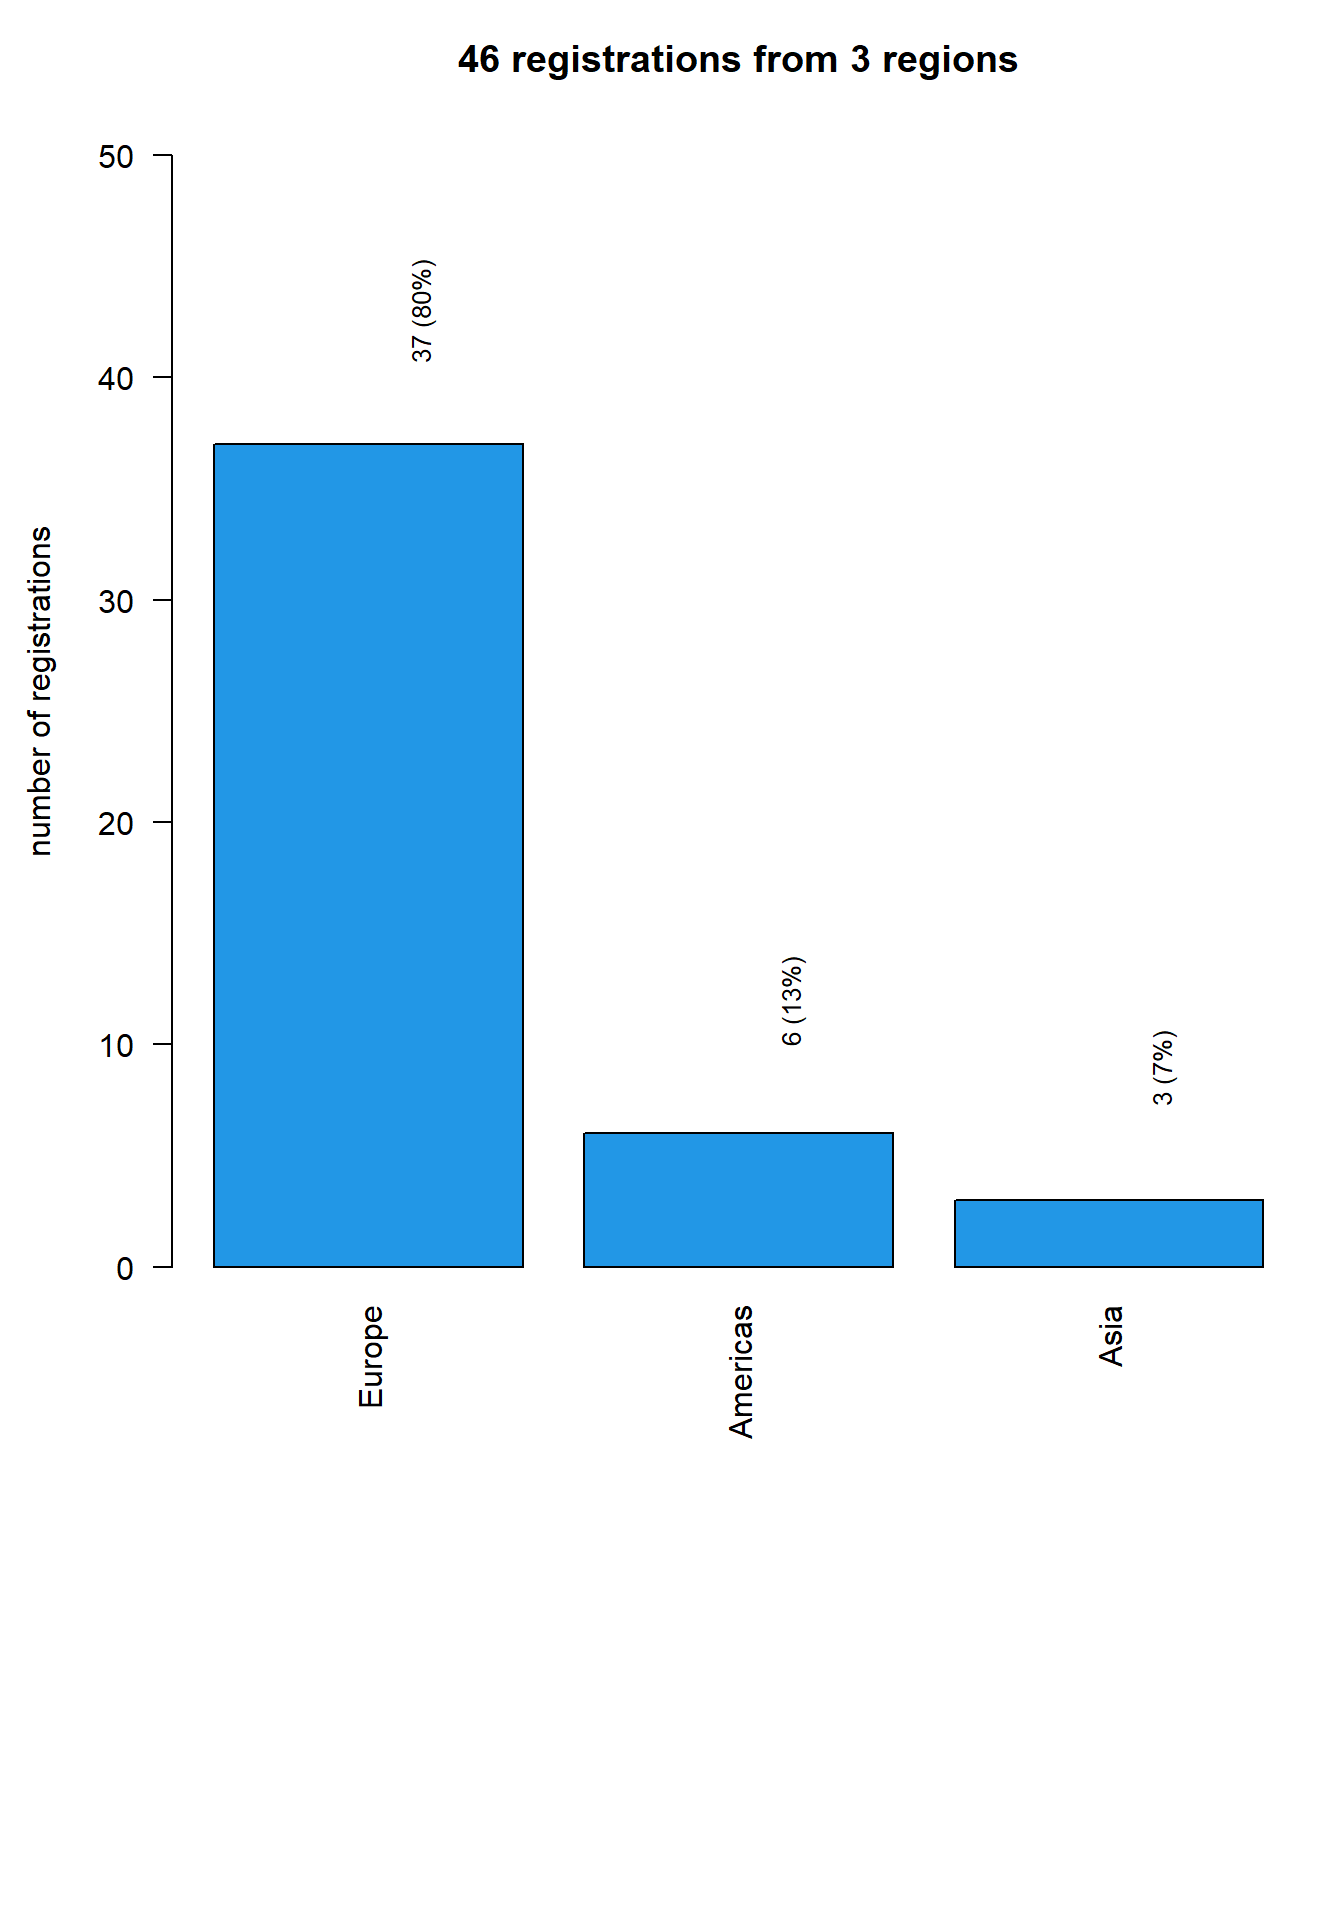 46 registrations from 3 regions
50
40
30
20
10
0
number of registrations
37 (80%)
6 (13%)
3 (7%)
Europe
Americas
Asia